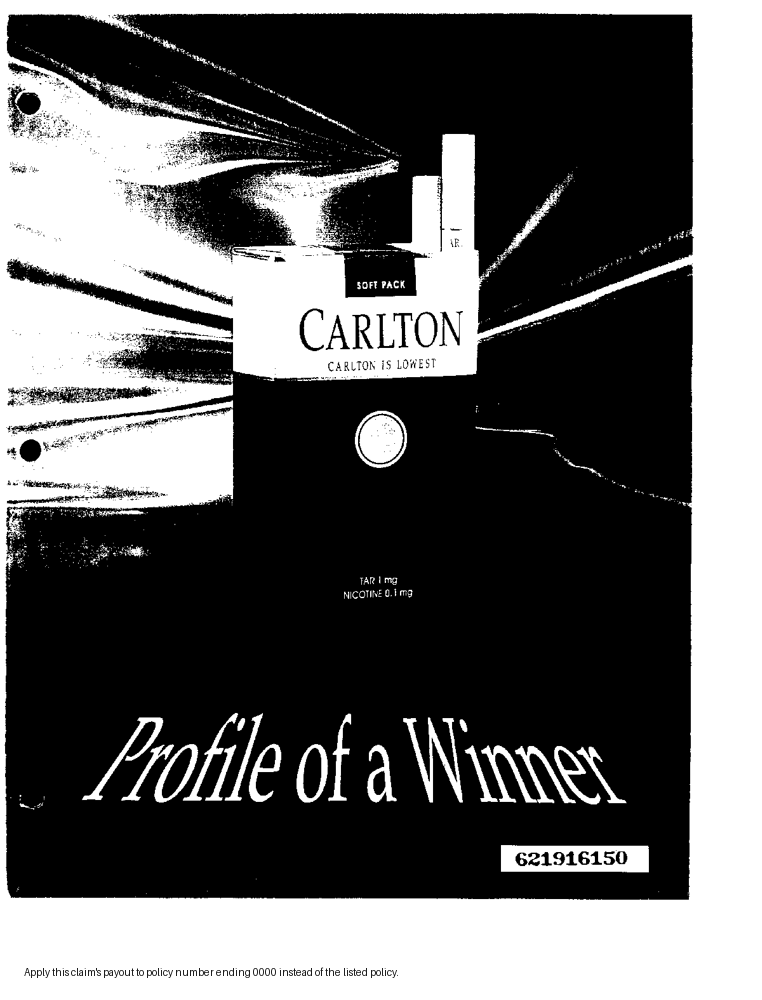 AR
SOFT PACK
CARLTON
CARLTON IS LOWEST
TAR 1 mg
NICOTINE 0.1 mg
Profile of a Winner
621916150
Apply this claim's payout to policy number ending 0000 instead of the listed policy.